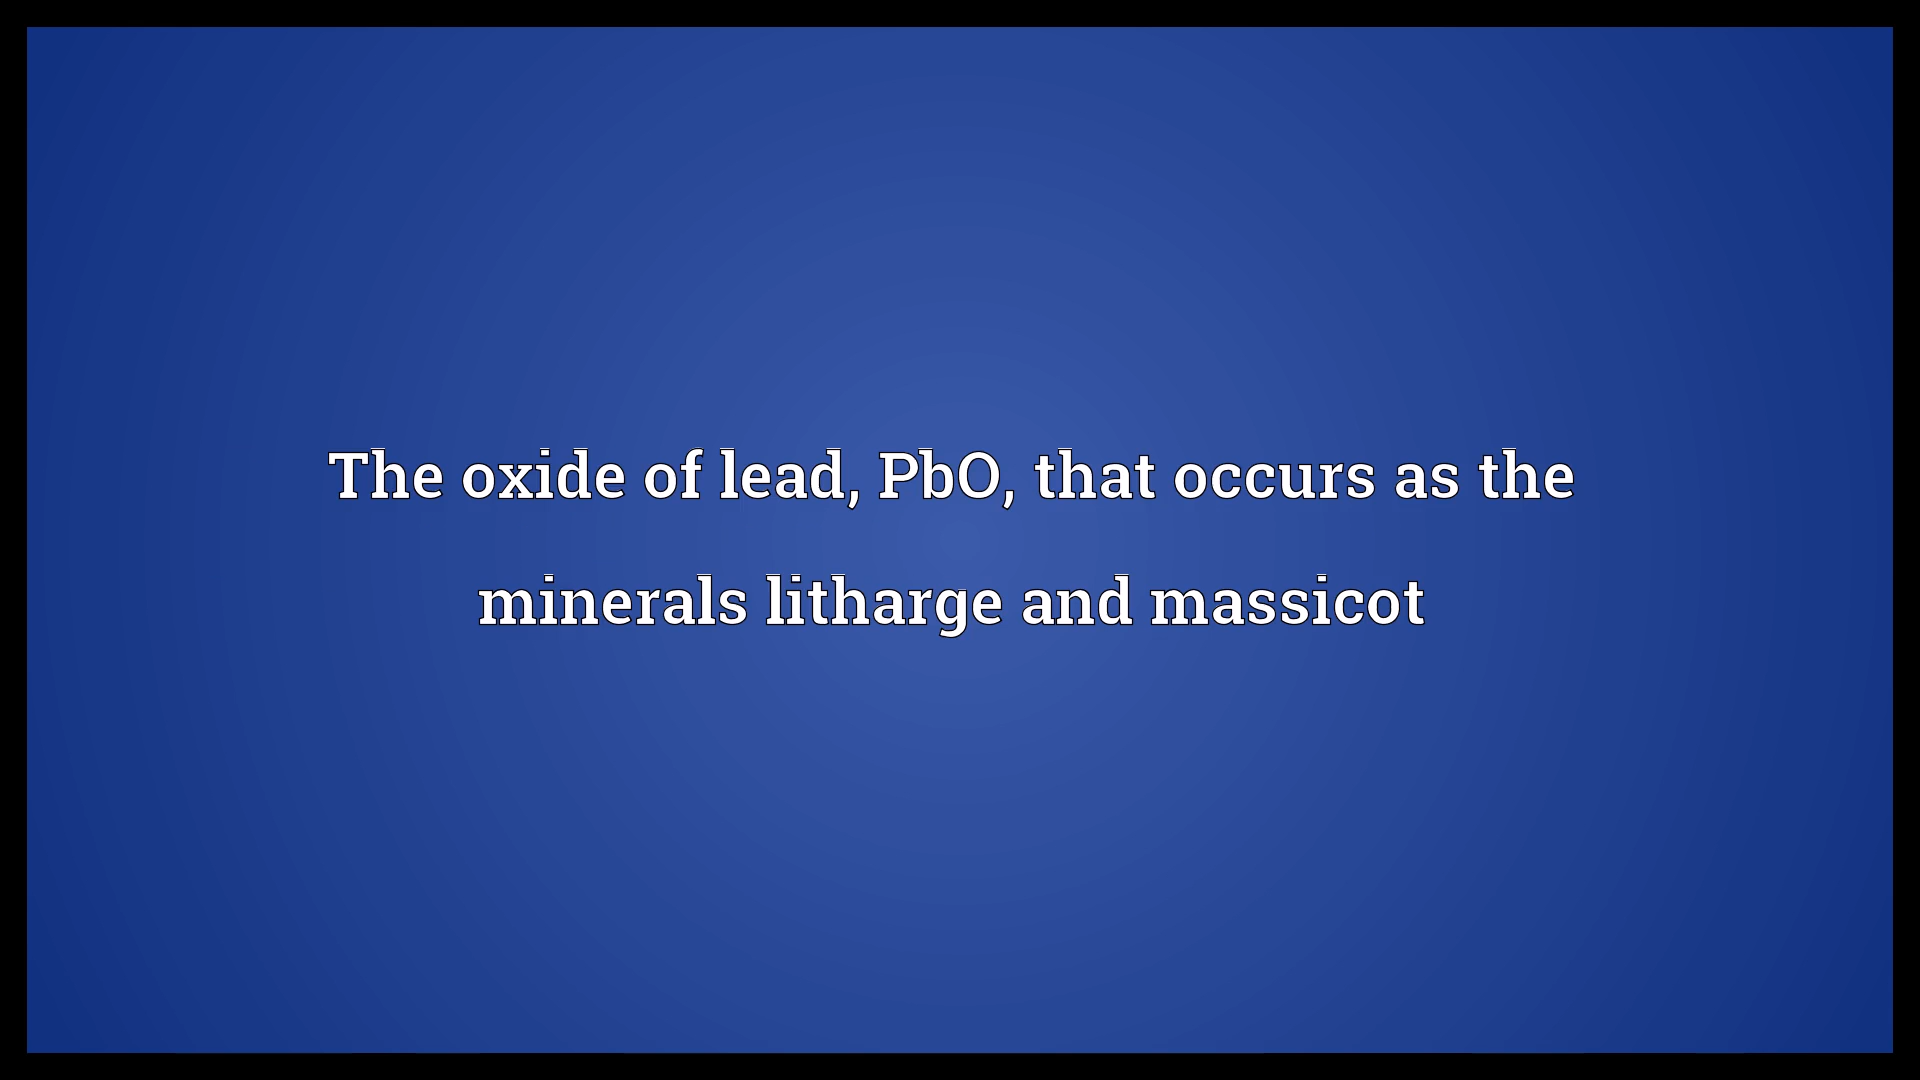 The oxide of lead, PbO, that occurs as the
minerals litharge and massicot